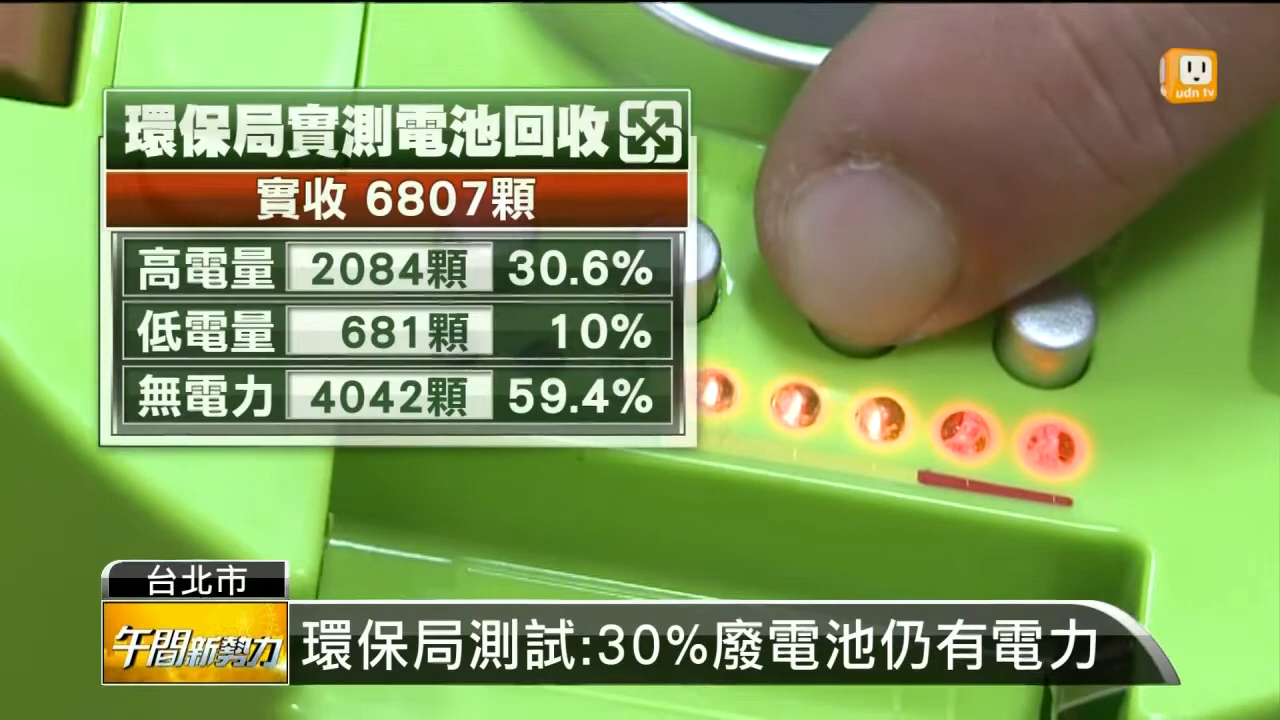 udn tv
環保局實測電池回收
實收 6807顆
高電量 2084顆 30.6%
低電量 681顆 10%
無電力 4042顆 59.4%
台北市
午間新勢力
環保局測試:30%廢電池仍有電力